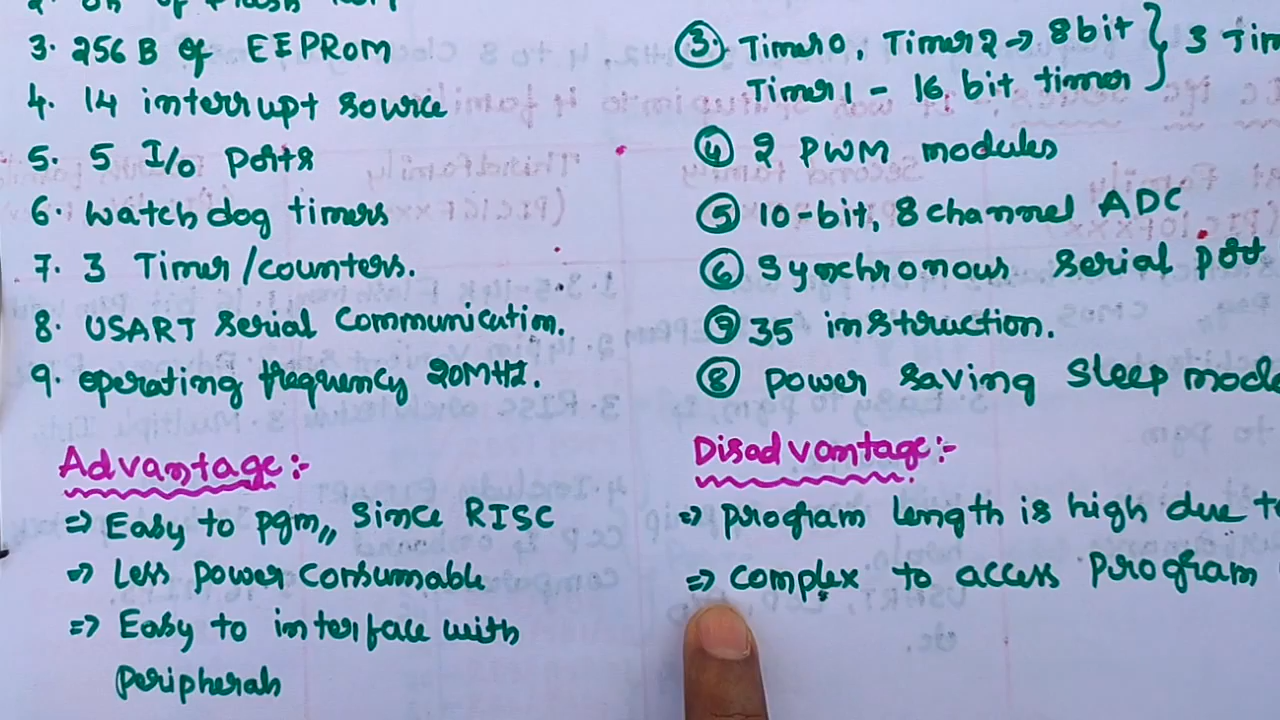 3. 256 B of EEPROM
4. 14 interrupt source
5. 5 I/o ports
6. watch dog timers
7. 3 Timer/counters.
8. USART serial communication.
9. operating frequency 20MHz.
Advantage:-
=> Easy to pgm,, since RISC
=> Less power consumable
=> Easy to interface with
peripherals
③ Timer0, Timer2 → 8bit } 3 Tim
Timer1 - 16 bit timer
④ 2 PWM modules
⑤ 10-bit, 8 channel ADC
⑥ Synchronous serial port
⑦ 35 instruction.
⑧ power saving sleep mode
Disadvantage:-
=> program length is high due to
=> complex to access program